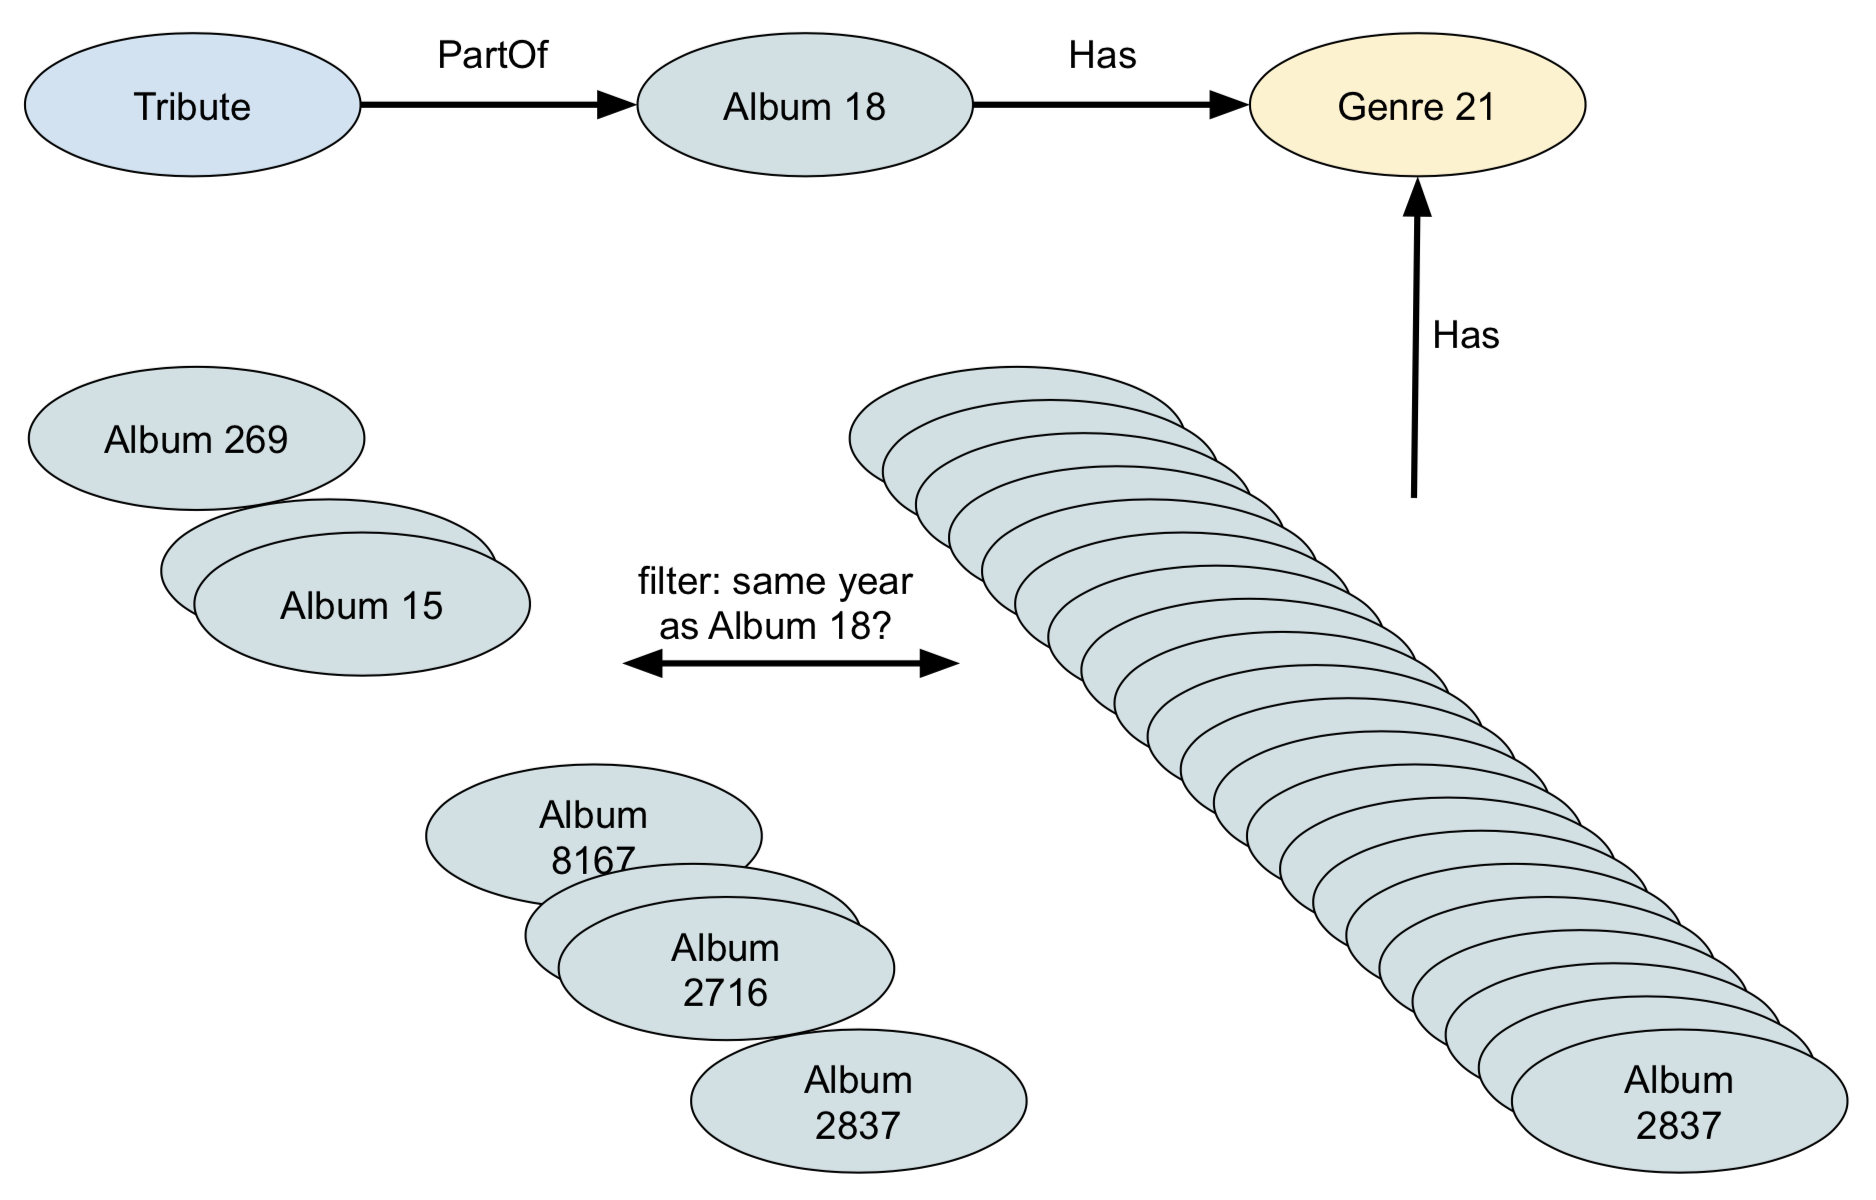 PartOf
Has
Tribute
Album 18
Genre 21
Has
Album 269
filter: same year
as Album 18?
Album 15
Album
8167
Album
2716
Album
2837
Album
2837